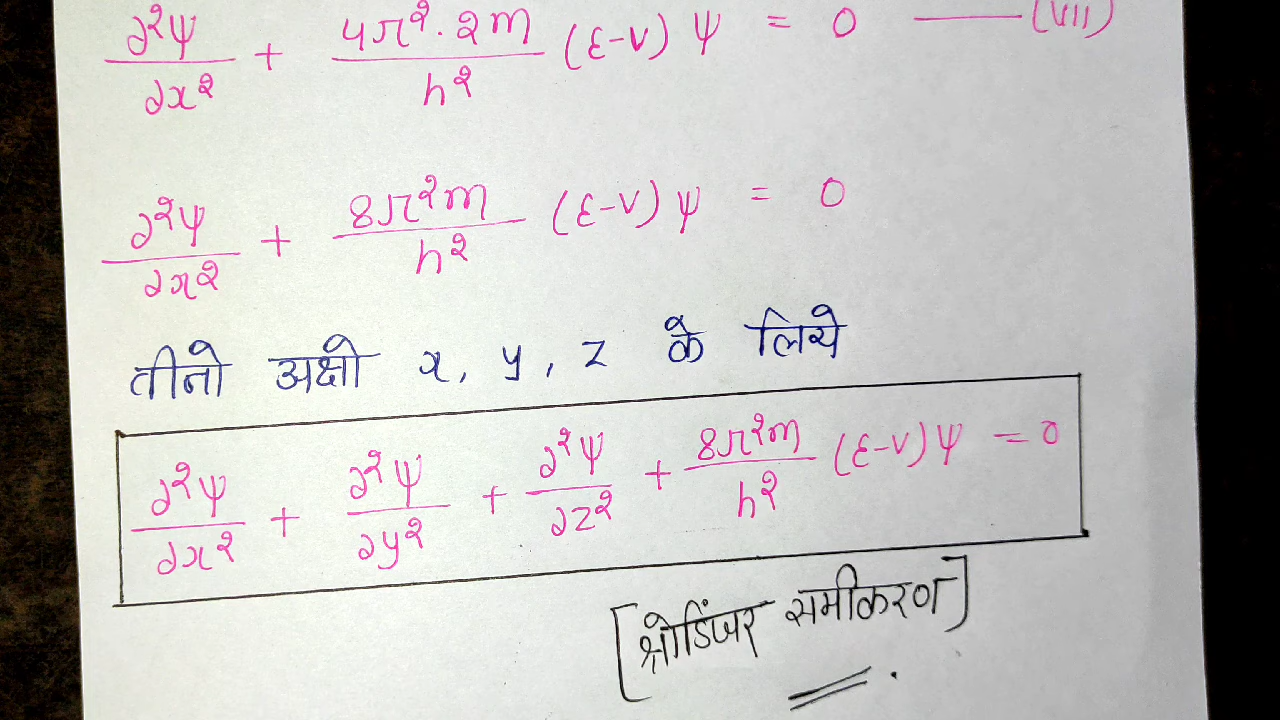 ∂²ψ/∂x² + 4π².2m/h² (E-V) ψ = 0 —— (VII)
∂²ψ/∂x² + 8π²m/h² (E-V) ψ = 0
तीनो अक्षो x, y, z के लिये
∂²ψ/∂x² + ∂²ψ/∂y² + ∂²ψ/∂z² + 8π²m/h² (E-V) ψ = 0
[श्रोडिंजर समीकरण]